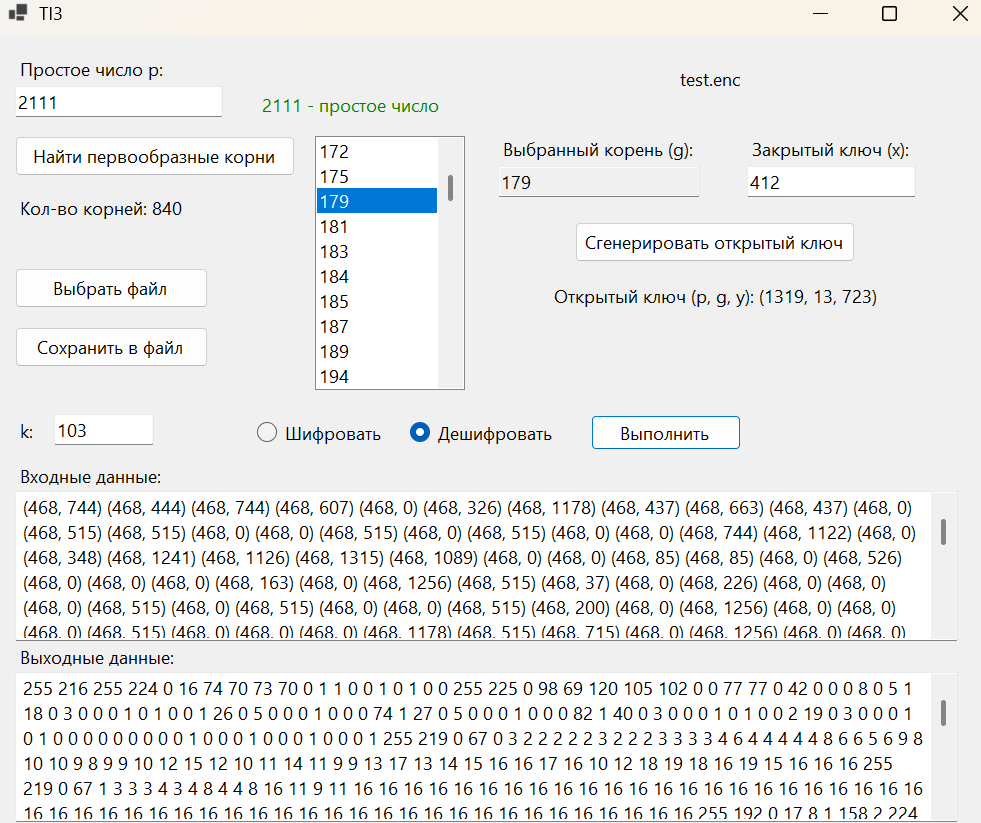 TI3
Простое число p:
test.enc
2111
2111 - простое число
Найти первообразные корни
172
175
179
181
183
184
185
187
189
194
Выбранный корень (g):
Закрытый ключ (x):
179
412
Кол-во корней: 840
Сгенерировать открытый ключ
Выбрать файл
Открытый ключ (p, g, y): (1319, 13, 723)
Сохранить в файл
k:
103
Шифровать
Дешифровать
Выполнить
Входные данные:
(468, 744) (468, 444) (468, 744) (468, 607) (468, 0) (468, 326) (468, 1178) (468, 437) (468, 663) (468, 437) (468, 0)
(468, 515) (468, 515) (468, 0) (468, 0) (468, 515) (468, 0) (468, 515) (468, 0) (468, 0) (468, 744) (468, 1122) (468, 0)
(468, 348) (468, 1241) (468, 1126) (468, 1315) (468, 1089) (468, 0) (468, 0) (468, 85) (468, 85) (468, 0) (468, 526)
(468, 0) (468, 0) (468, 0) (468, 163) (468, 0) (468, 1256) (468, 515) (468, 37) (468, 0) (468, 226) (468, 0) (468, 0)
(468, 0) (468, 515) (468, 0) (468, 515) (468, 0) (468, 0) (468, 515) (468, 200) (468, 0) (468, 1256) (468, 0) (468, 0)
(468, 0) (468, 515) (468, 0) (468, 0) (468, 0) (468, 1178) (468, 515) (468, 715) (468, 0) (468, 1256) (468, 0) (468, 0)
Выходные данные:
255 216 255 224 0 16 74 70 73 70 0 1 1 0 0 1 0 1 0 0 255 225 0 98 69 120 105 102 0 0 77 77 0 42 0 0 0 8 0 5 1
18 0 3 0 0 0 1 0 1 0 0 1 26 0 5 0 0 0 1 0 0 0 74 1 27 0 5 0 0 0 1 0 0 0 82 1 40 0 3 0 0 0 1 0 1 0 0 2 19 0 3 0 0 0 1
0 1 0 0 0 0 0 0 0 0 0 1 0 0 0 1 0 0 0 1 0 0 0 1 255 219 0 67 0 3 2 2 2 2 2 3 2 2 2 3 3 3 3 4 6 4 4 4 4 4 8 6 6 5 6 9 8
10 10 9 8 9 9 10 12 15 12 10 11 14 11 9 9 13 17 13 14 15 16 16 17 16 10 12 18 19 18 16 19 15 16 16 16 255
219 0 67 1 3 3 3 4 3 4 8 4 4 8 16 11 9 11 16 16 16 16 16 16 16 16 16 16 16 16 16 16 16 16 16 16 16 16 16 16
16 16 16 16 16 16 16 16 16 16 16 16 16 16 16 16 16 16 16 16 16 16 16 16 16 16 255 192 0 17 8 1 158 2 224